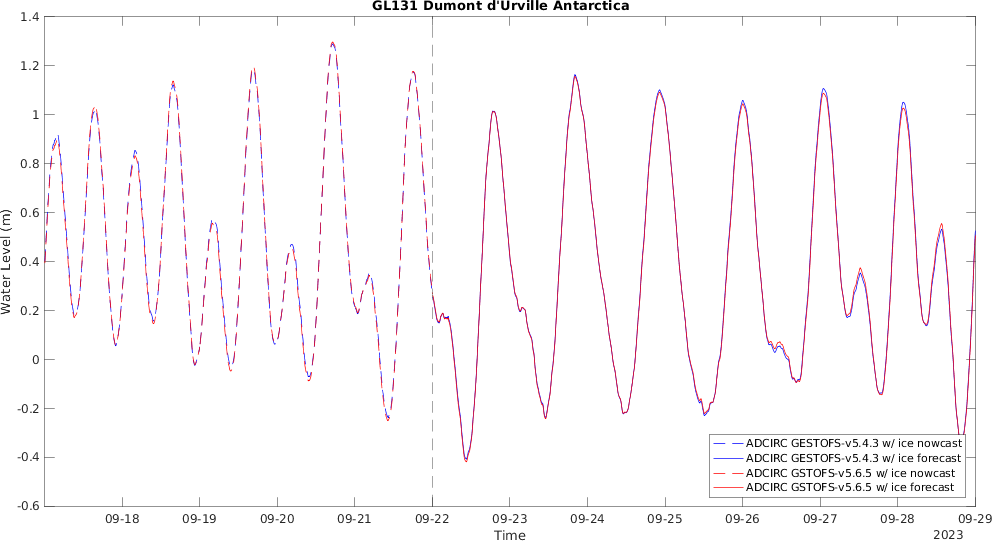 GL131 Dumont d'Urville Antarctica
1.4
1.2
1
0.8
0.6
0.4
0.2
0
-0.2
-0.4
-0.6
Water Level (m)
ADCIRC GESTOFS-v5.4.3 w/ ice nowcast
ADCIRC GESTOFS-v5.4.3 w/ ice forecast
ADCIRC GSTOFS-v5.6.5 w/ ice nowcast
ADCIRC GSTOFS-v5.6.5 w/ ice forecast
09-18 09-19 09-20 09-21 09-22 09-23 09-24 09-25 09-26 09-27 09-28 09-29
Time
2023